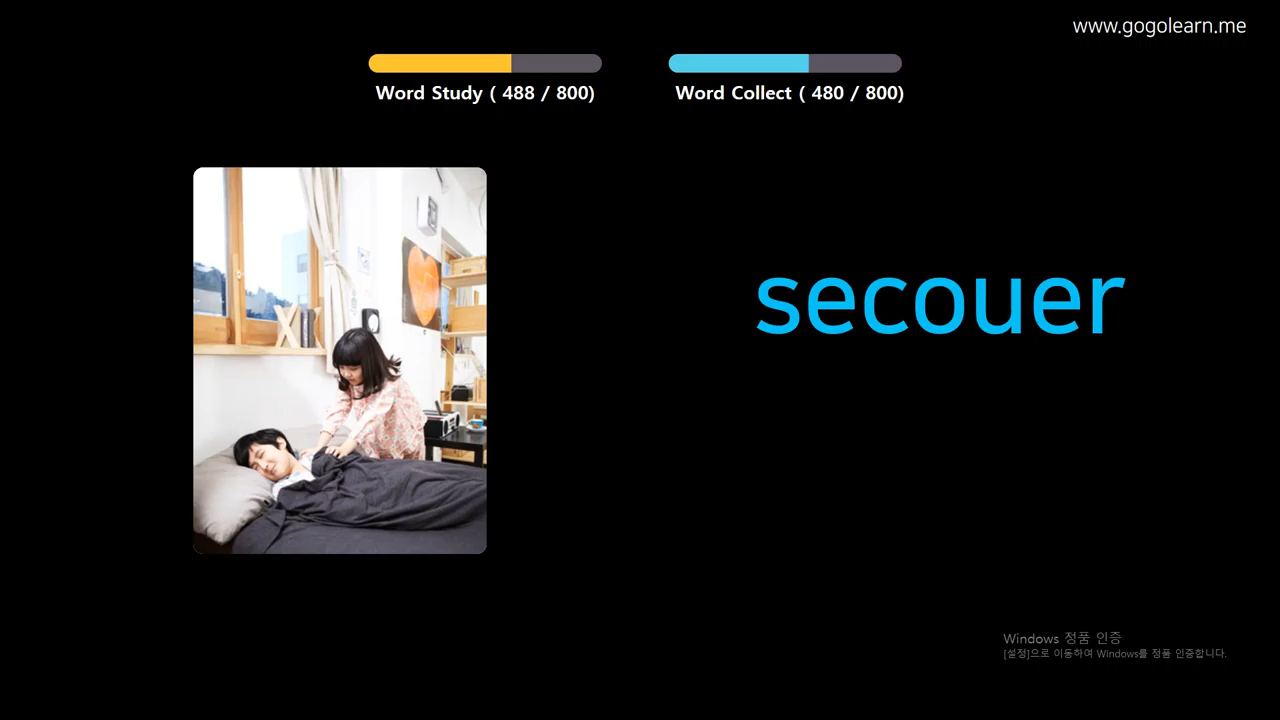 www.gogolearn.me
Word Study ( 488 / 800)
Word Collect ( 480 / 800)
secouer
Windows 정품 인증
[설정]으로 이동하여 Windows를 정품 인증합니다.